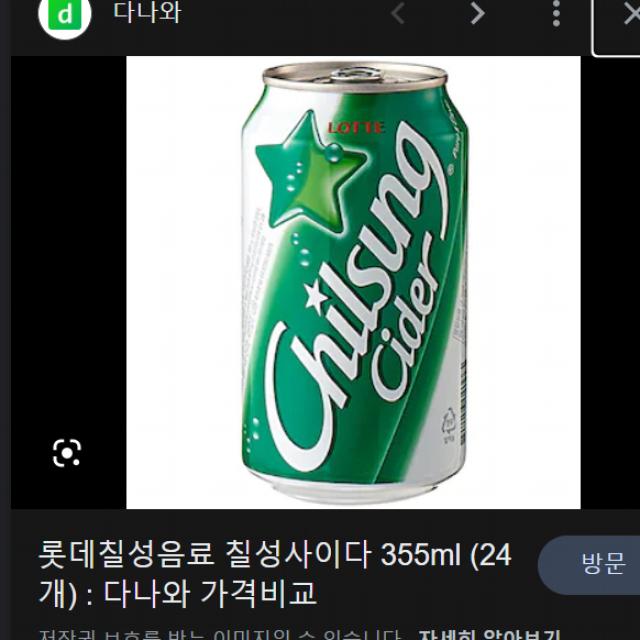 d 다나와
LOTTE
Chilsung
Cider
롯데칠성음료 칠성사이다 355ml (24
개) : 다나와 가격비교
방문
저작권 보호를 받는 이미지일 수 있습니다. 자세히 알아보기